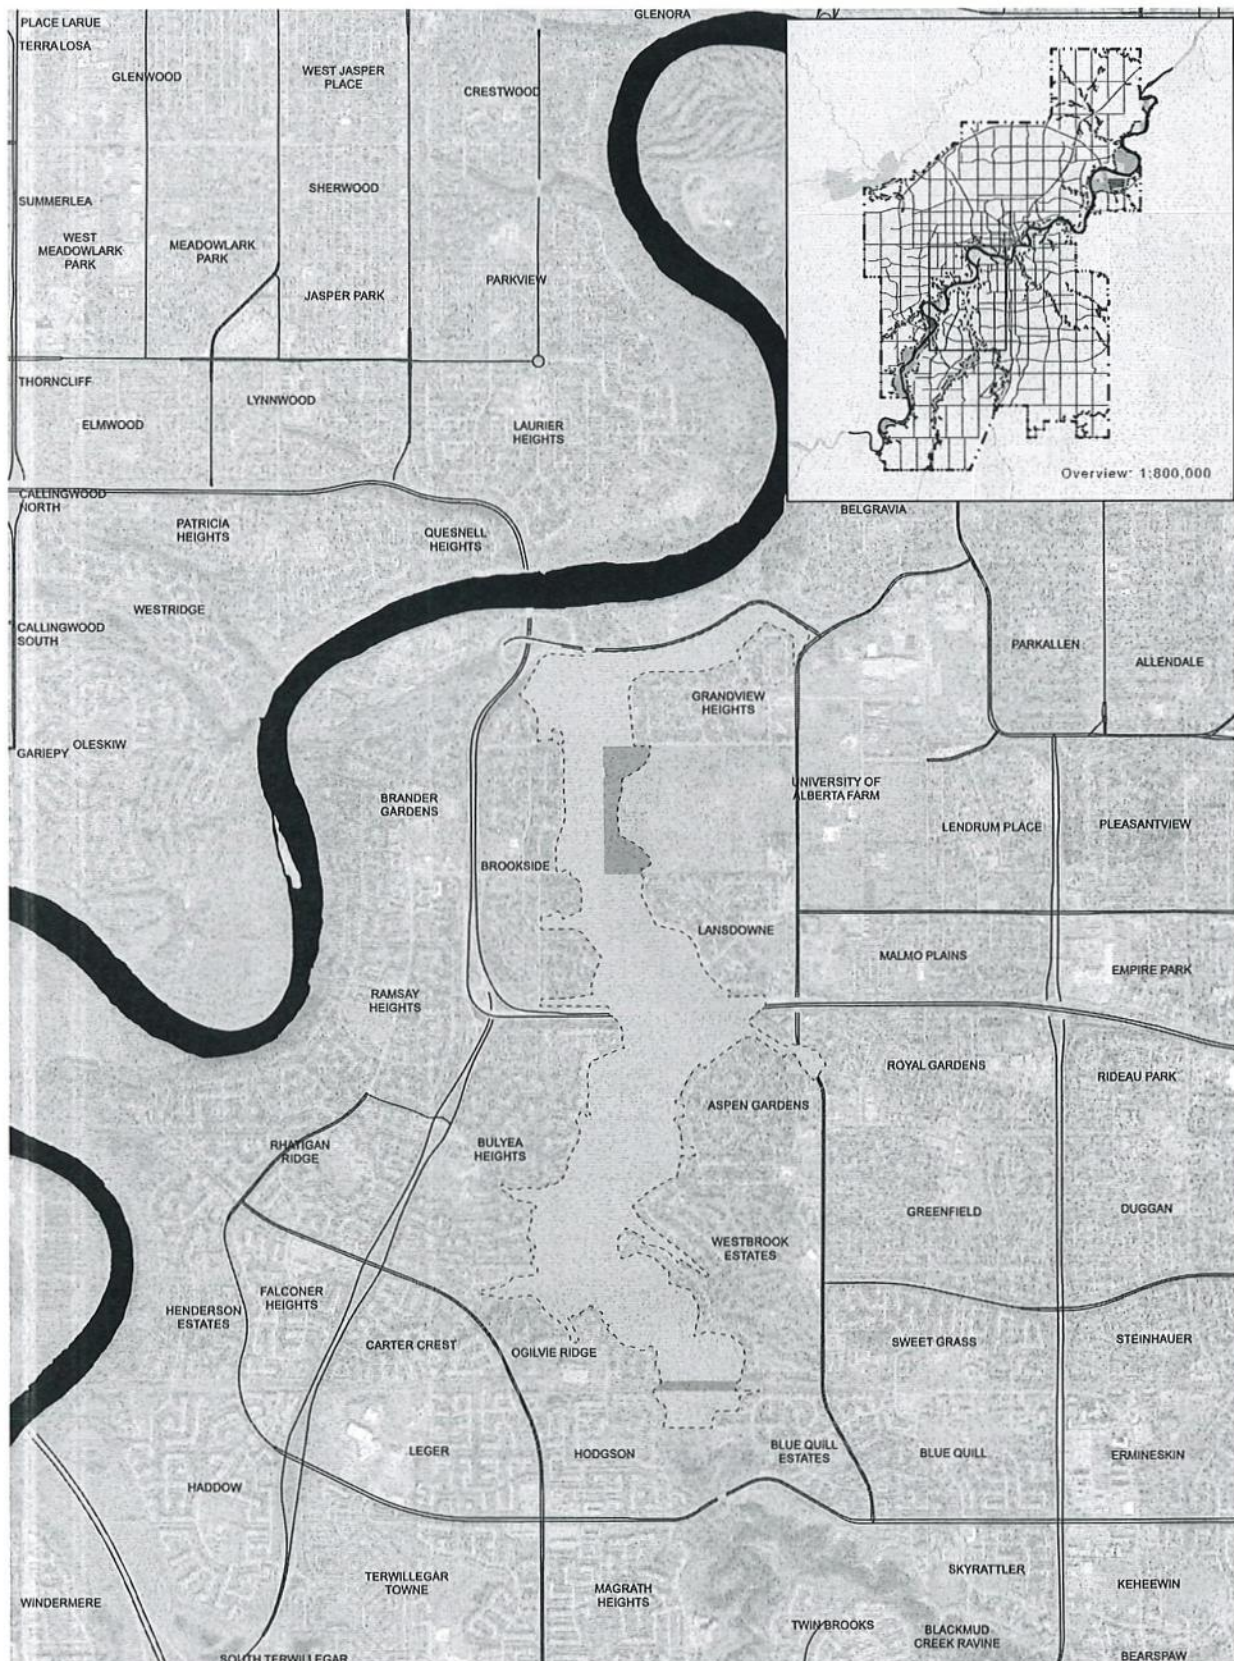 GLENORA
PLACE LARUE
TERRA LOSA
GLENWOOD
WEST JASPER
PLACE
CRESTWOOD
SHERWOOD
SUMMERLEA
WEST
MEADOWLARK
PARK
MEADOWLARK
PARK
JASPER PARK
PARKVIEW
THORNCLIFF
ELMWOOD
LYNNWOOD
LAURIER
HEIGHTS
Overview: 1:800,000
CALLINGWOOD
NORTH
PATRICIA
HEIGHTS
QUESNELL
HEIGHTS
BELGRAVIA
WESTRIDGE
CALLINGWOOD
SOUTH
PARKALLEN
ALLENDALE
GRANDVIEW
HEIGHTS
GARIEPY
OLESKIW
BRANDER
GARDENS
UNIVERSITY OF
ALBERTA FARM
LENDRUM PLACE
PLEASANTVIEW
BROOKSIDE
LANSDOWNE
MALMO PLAINS
EMPIRE PARK
RAMSAY
HEIGHTS
ROYAL GARDENS
RIDEAU PARK
ASPEN GARDENS
RHATIGAN
RIDGE
BULYEA
HEIGHTS
GREENFIELD
DUGGAN
WESTBROOK
ESTATES
HENDERSON
ESTATES
FALCONER
HEIGHTS
CARTER CREST
OGILVIE RIDGE
SWEET GRASS
STEINHAUER
LEGER
HODGSON
BLUE QUILL
ESTATES
BLUE QUILL
ERMINESKIN
HADDOW
TERWILLEGAR
TOWNE
MAGRATH
HEIGHTS
SKYRATTLER
KEHEEWIN
WINDERMERE
TWIN BROOKS
BLACKMUD
CREEK RAVINE
SOUTH TERWILLEGAR
BEARSPAW